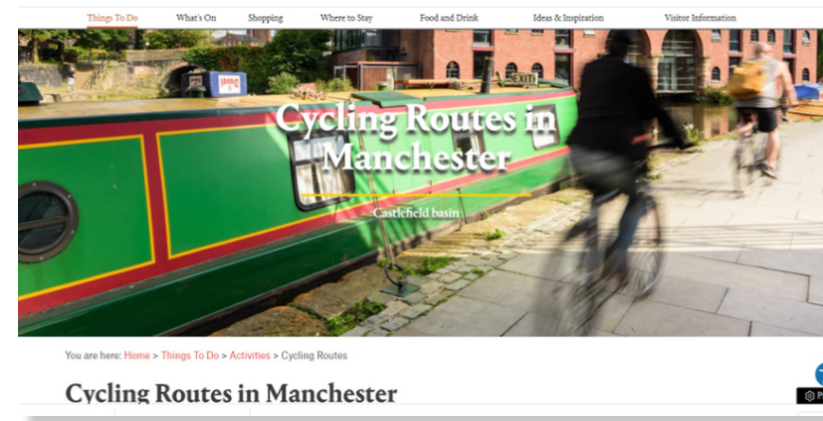 Things To Do What's On Shopping Where to Stay Food and Drink Ideas & Inspiration Visitor Information
EXIT!
Cycling Routes in
Manchester
Castlefield basin
You are here: Home > Things To Do > Activities > Cycling Routes
Cycling Routes in Manchester